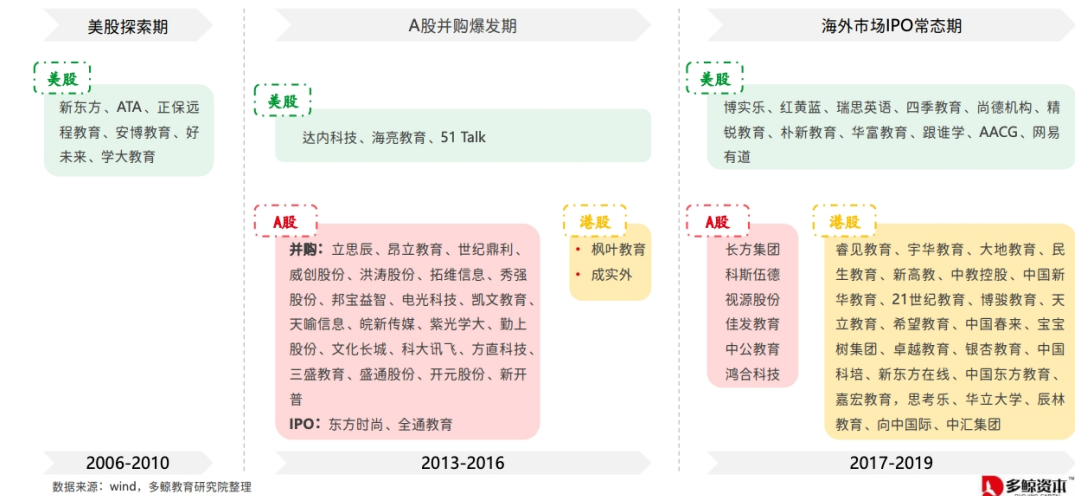 美股探索期
A股并购爆发期
海外市场IPO常态期
美股
新东方、ATA、正保远
程教育、安博教育、好
未来、学大教育
美股
达内科技、海亮教育、51 Talk
美股
博实乐、红黄蓝、瑞思英语、四季教育、尚德机构、精
锐教育、朴新教育、华富教育、跟谁学、AACG、网易
有道
A股
并购：立思辰、昂立教育、世纪鼎利、
威创股份、洪涛股份、拓维信息、秀强
股份、邦宝益智、电光科技、凯文教育、
天喻信息、皖新传媒、紫光学大、勤上
股份、文化长城、科大讯飞、方直科技、
三盛教育、盛通股份、开元股份、新开
普
IPO：东方时尚、全通教育
港股
• 枫叶教育
• 成实外
A股
长方集团
科斯伍德
视源股份
佳发教育
中公教育
鸿合科技
港股
睿见教育、宇华教育、大地教育、民
生教育、新高教、中教控股、中国新
华教育、21世纪教育、博骏教育、天
立教育、希望教育、中国春来、宝宝
树集团、卓越教育、银杏教育、中国
科培、新东方在线、中国东方教育、
嘉宏教育，思考乐、华立大学、辰林
教育、向中国际、中汇集团
2006-2010
2013-2016
2017-2019
数据来源：wind，多鲸教育研究院整理
多鲸资本